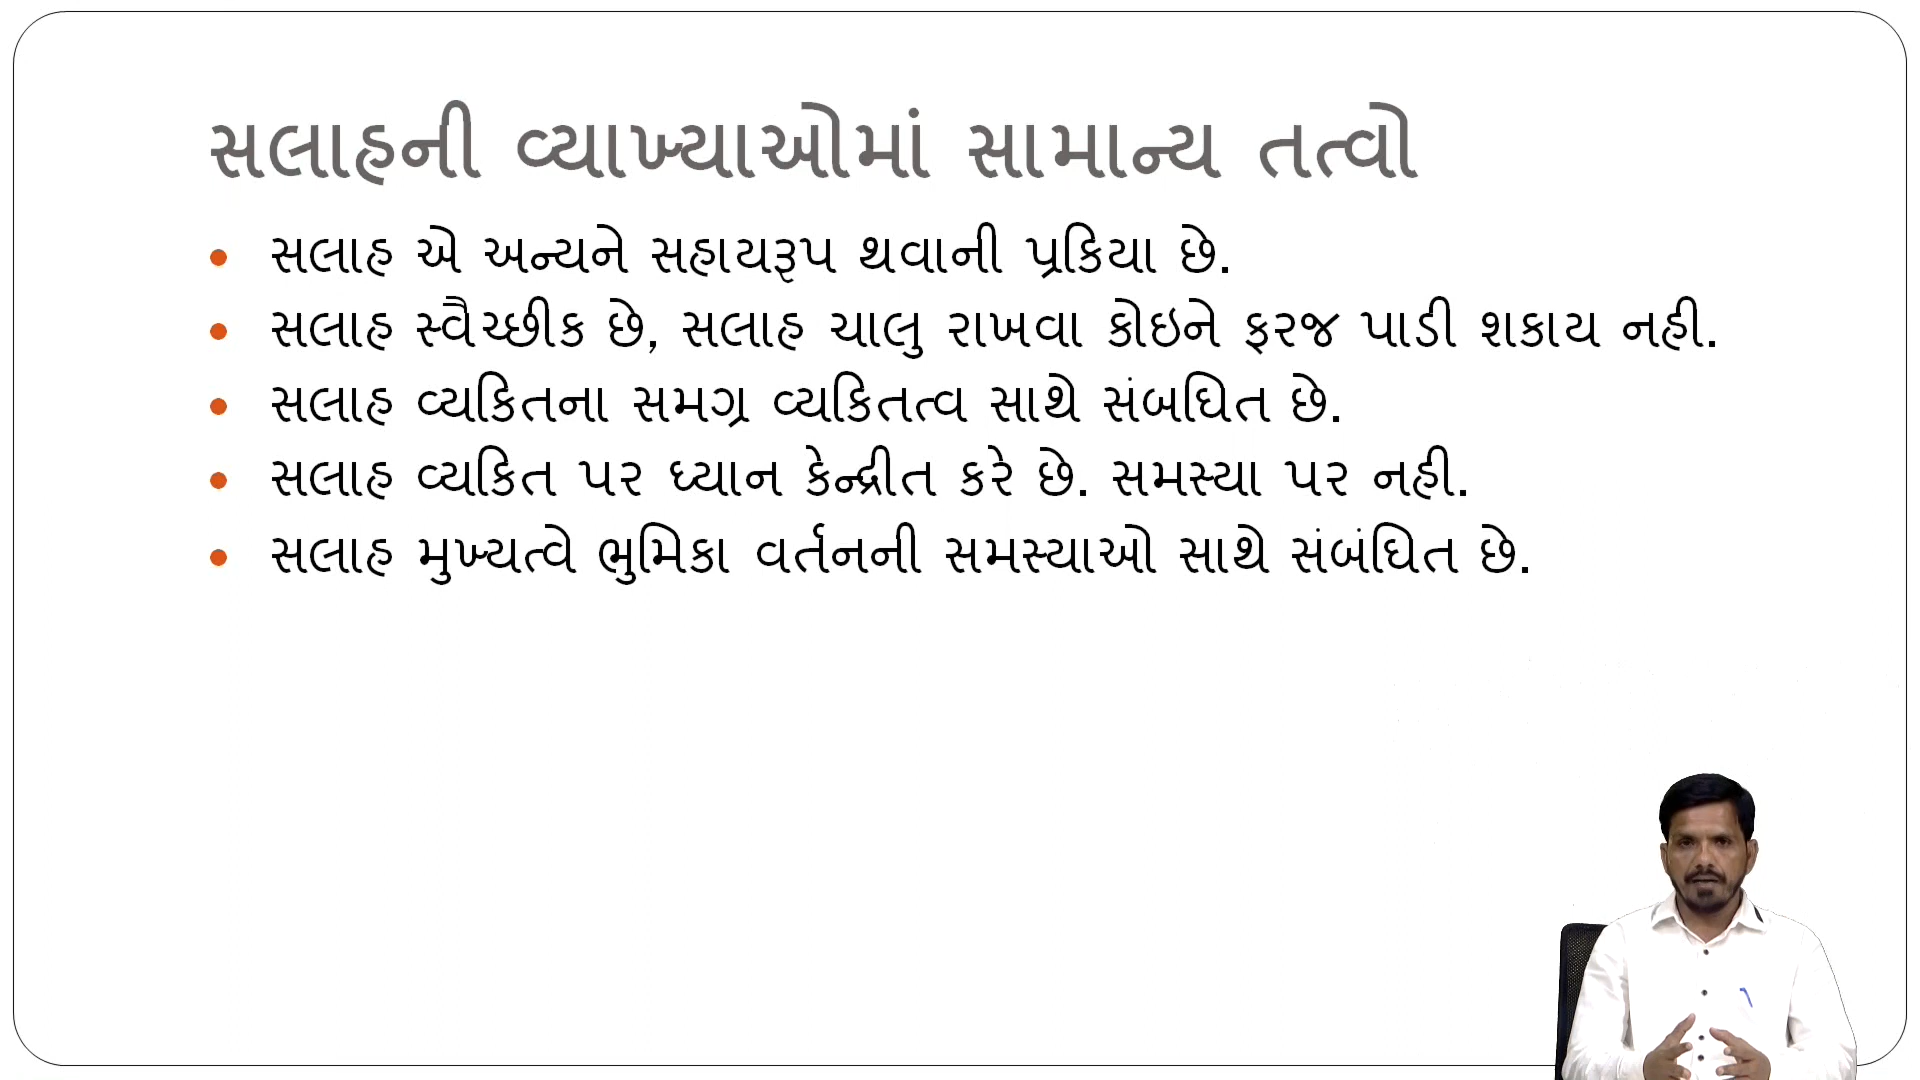 સલાહની વ્યાખ્યાઓમાં સામાન્ય તત્વો
• સલાહ એ અન્યને સહાયરૂપ થવાની પ્રકિયા છે.
• સલાહ સ્વૈચ્છીક છે, સલાહ ચાલુ રાખવા કોઇને ફરજ પાડી શકાય નહી.
• સલાહ વ્યકિતના સમગ્ર વ્યકિતત્વ સાથે સંબધિત છે.
• સલાહ વ્યકિત પર ધ્યાન કેન્દ્રીત કરે છે. સમસ્યા પર નહી.
• સલાહ મુખ્યત્વે ભુમિકા વર્તનની સમસ્યાઓ સાથે સંબંધિત છે.